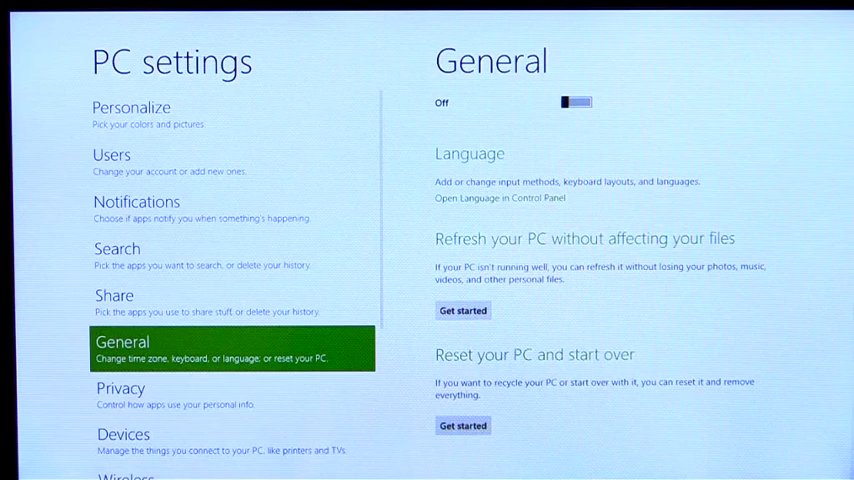 PC settings
Personalize
Pick your colors and pictures.
Users
Change your account or add new ones.
Notifications
Choose if apps notify you when something's happening.
Search
Pick the apps you want to search, or delete your history.
Share
Pick the apps you use to share stuff, or delete your history.
General
Change time zone, keyboard, or language; or reset your PC.
Privacy
Control how apps use your personal info.
Devices
Manage the things you connect to your PC, like printers and TVs.
Wireless
General
Off
Language
Add or change input methods, keyboard layouts, and languages.
Open Language in Control Panel
Refresh your PC without affecting your files
If your PC isn't running well, you can refresh it without losing your photos, music,
videos, and other personal files.
Get started
Reset your PC and start over
If you want to recycle your PC or start over with it, you can reset it and remove
everything.
Get started